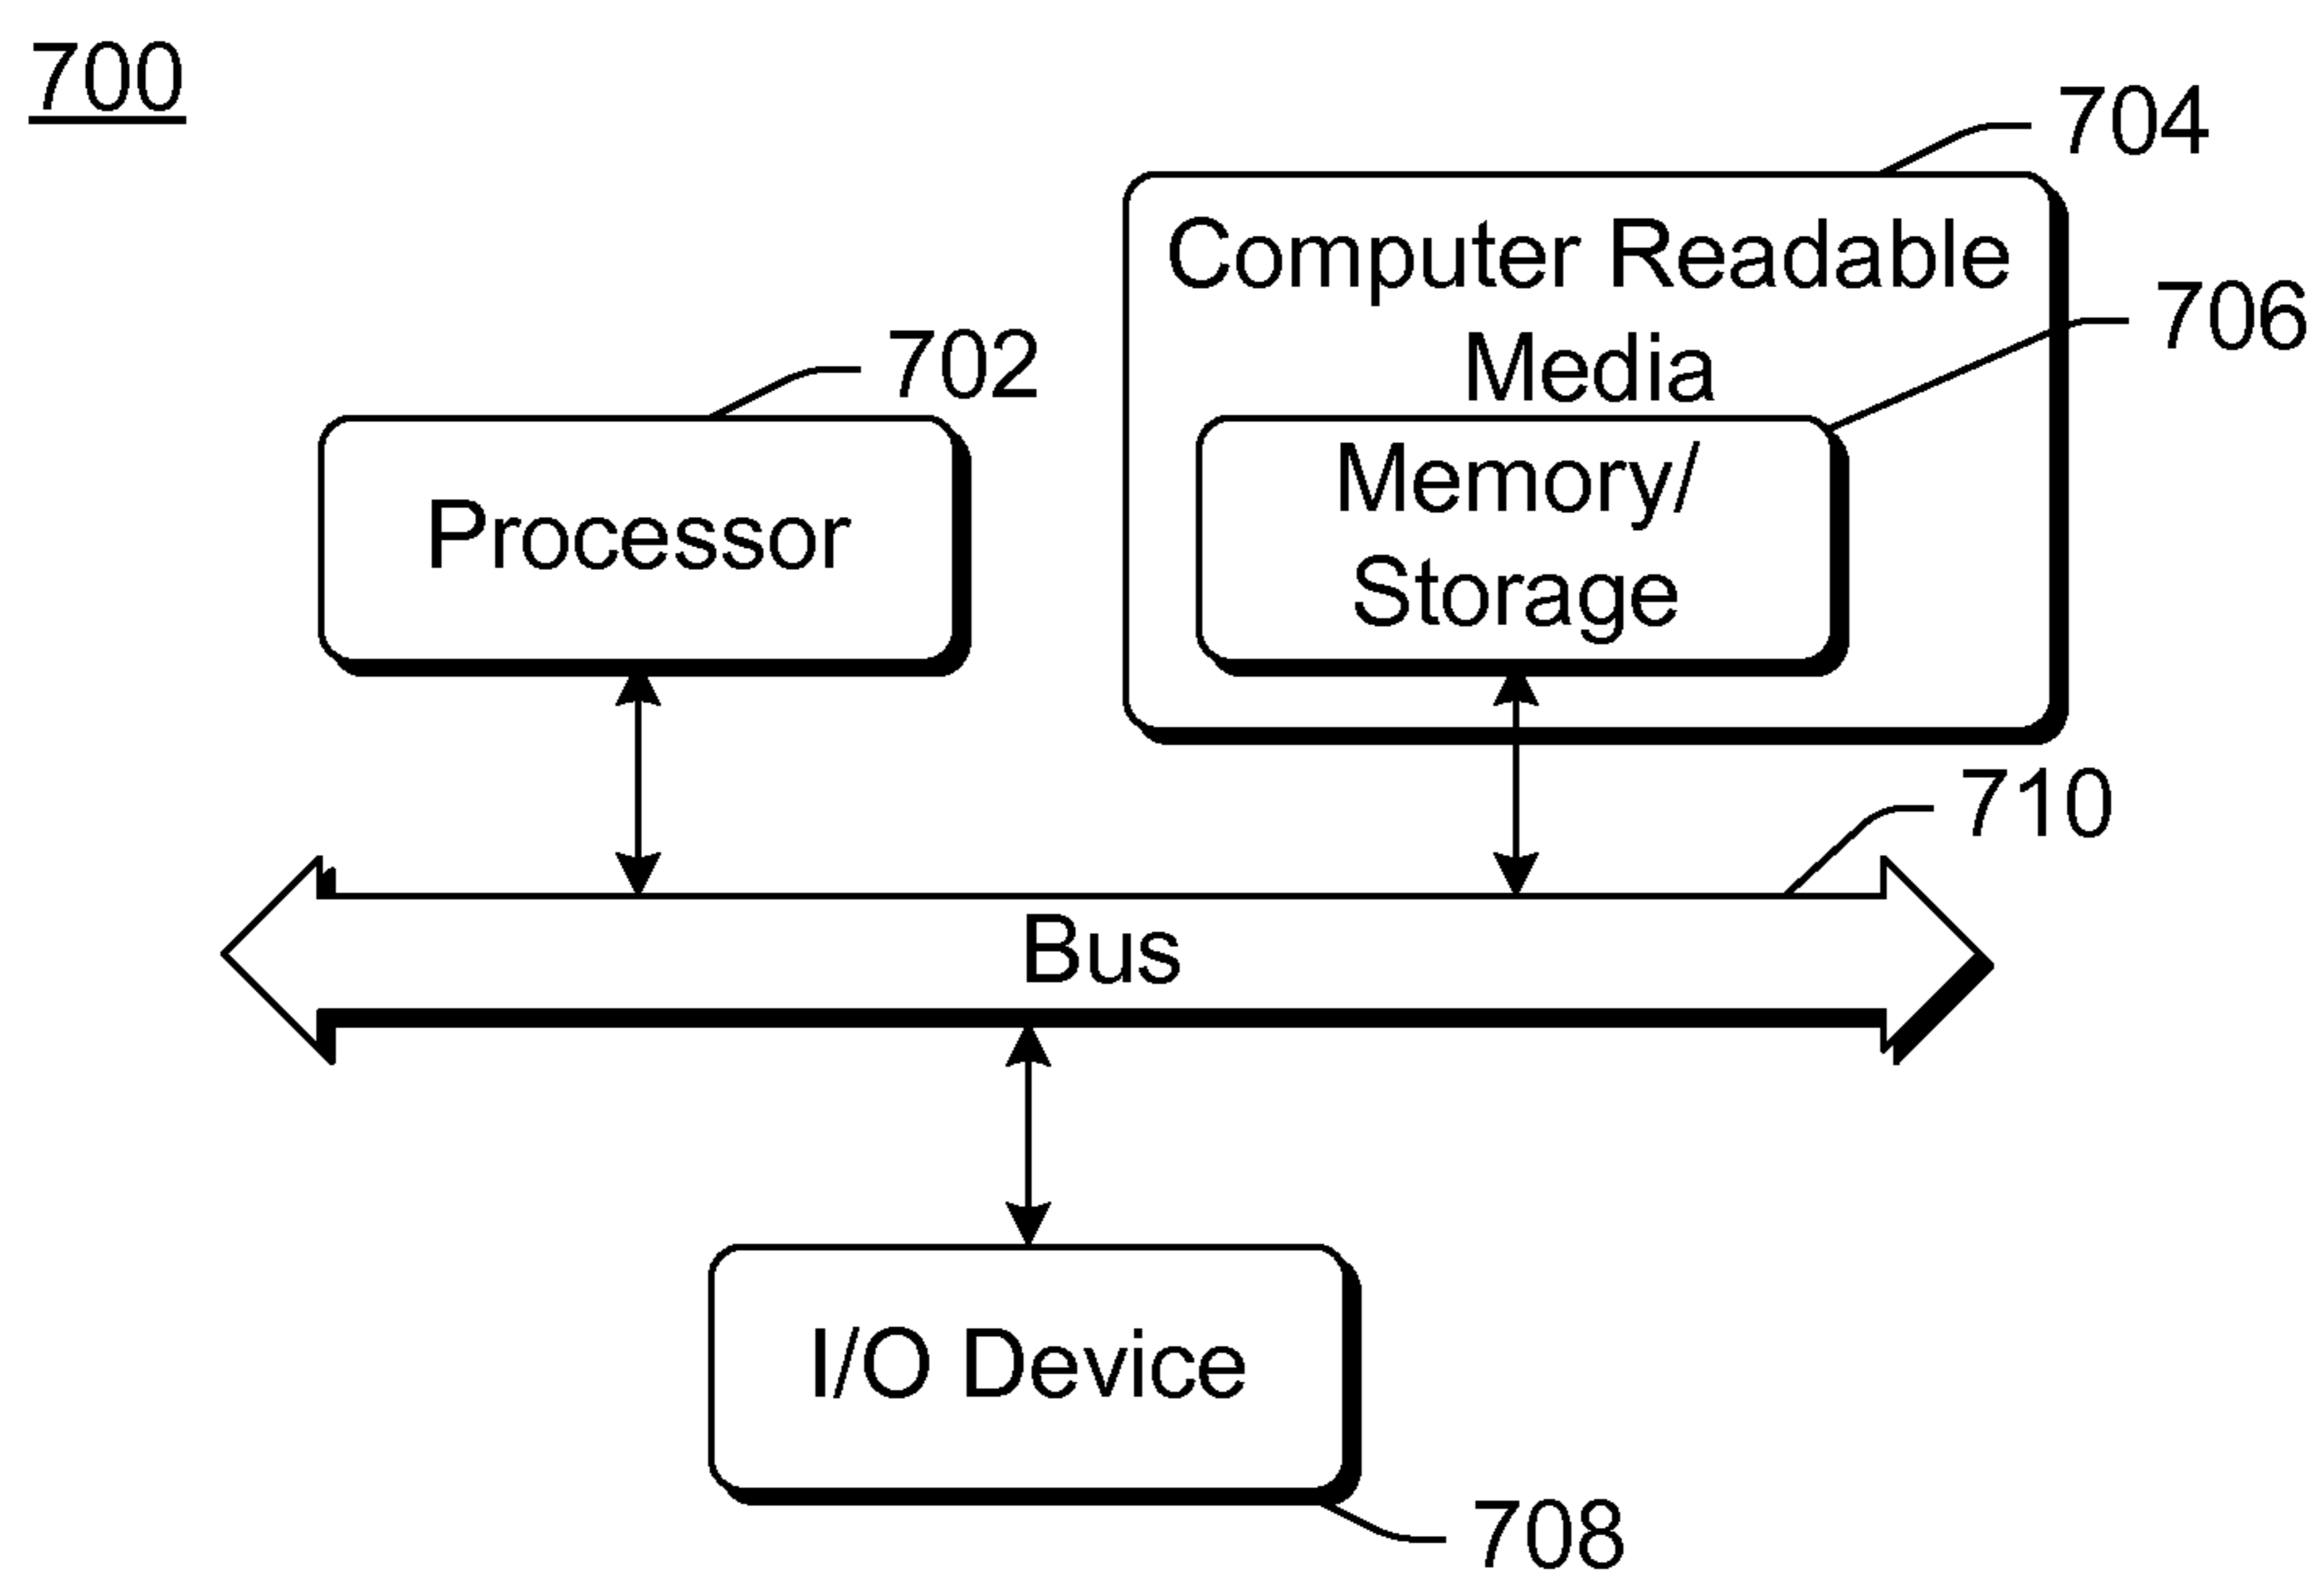 700
704
Computer Readable
Media
706
702
Processor
Memory/
Storage
710
Bus
I/O Device
708